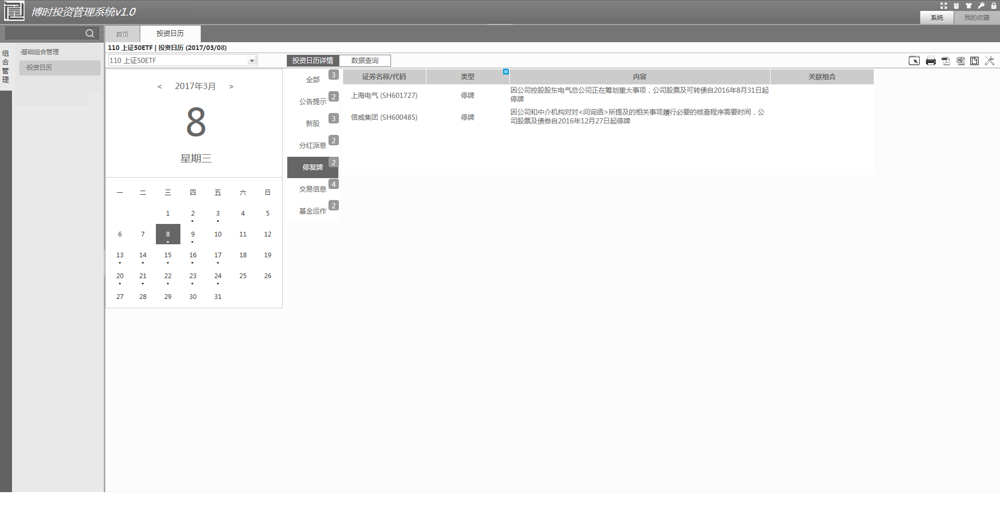 博时投资管理系统v1.0
系统
我的收藏
首页
投资日历
组合管理
·基础组合管理
·投资日历
110 上证50ETF | 投资日历 (2017/03/08)
110 上证50ETF
投资日历详情
数据查询
< 2017年3月 >
8
星期三
一 二 三 四 五 六 日
1 2 3 4 5
6 7 8 9 10 11 12
13 14 15 16 17 18 19
20 21 22 23 24 25 26
27 28 29 30 31
全部 3
公告提示 2
新股 3
分红派息 2
停复牌 2
交易信息 4
基金运作 2
证券名称/代码 类型 内容 关联组合
上海电气 (SH601727) 停牌 因公司控股股东电气总公司正在筹划重大事项，公司股票及可转债自2016年8月31日起
停牌
信威集团 (SH600485) 停牌 因公司和中介机构对对<问询函>所提及的相关事项履行必要的核查程序需要时间，公
司股票及债券自2016年12月27日起停牌